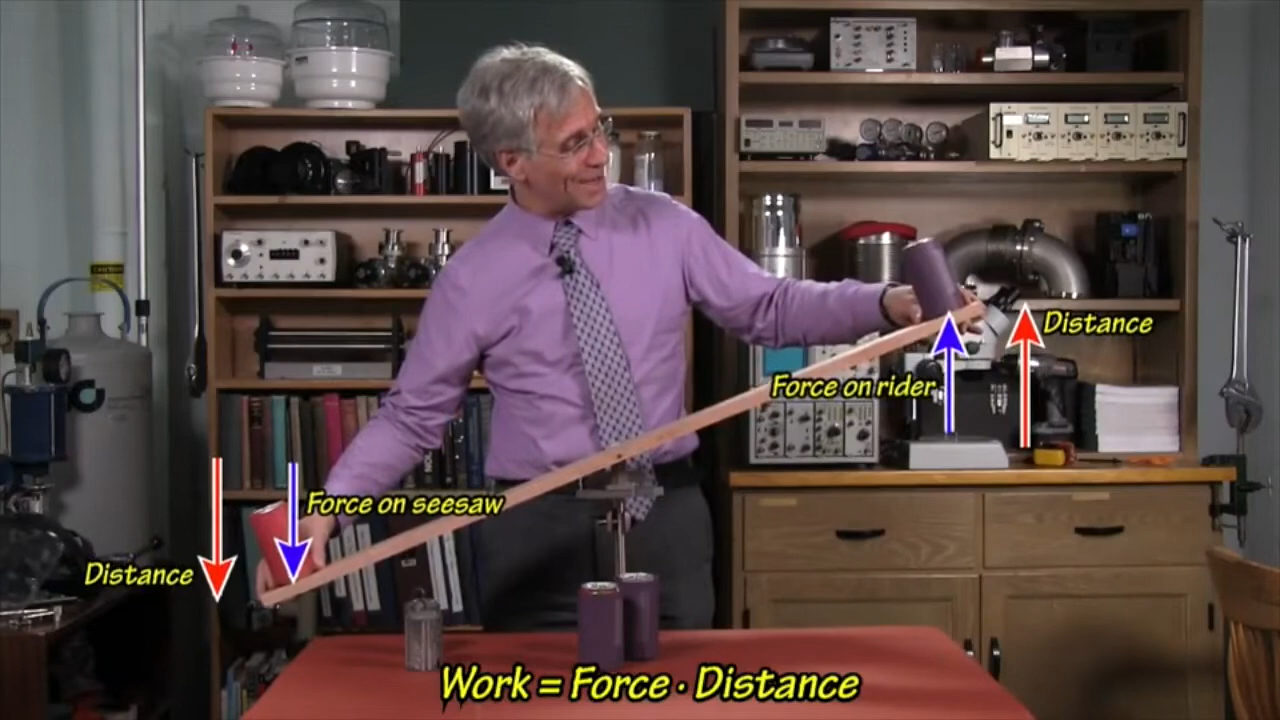 Distance
Force on rider
Force on seesaw
Distance
Work = Force · Distance